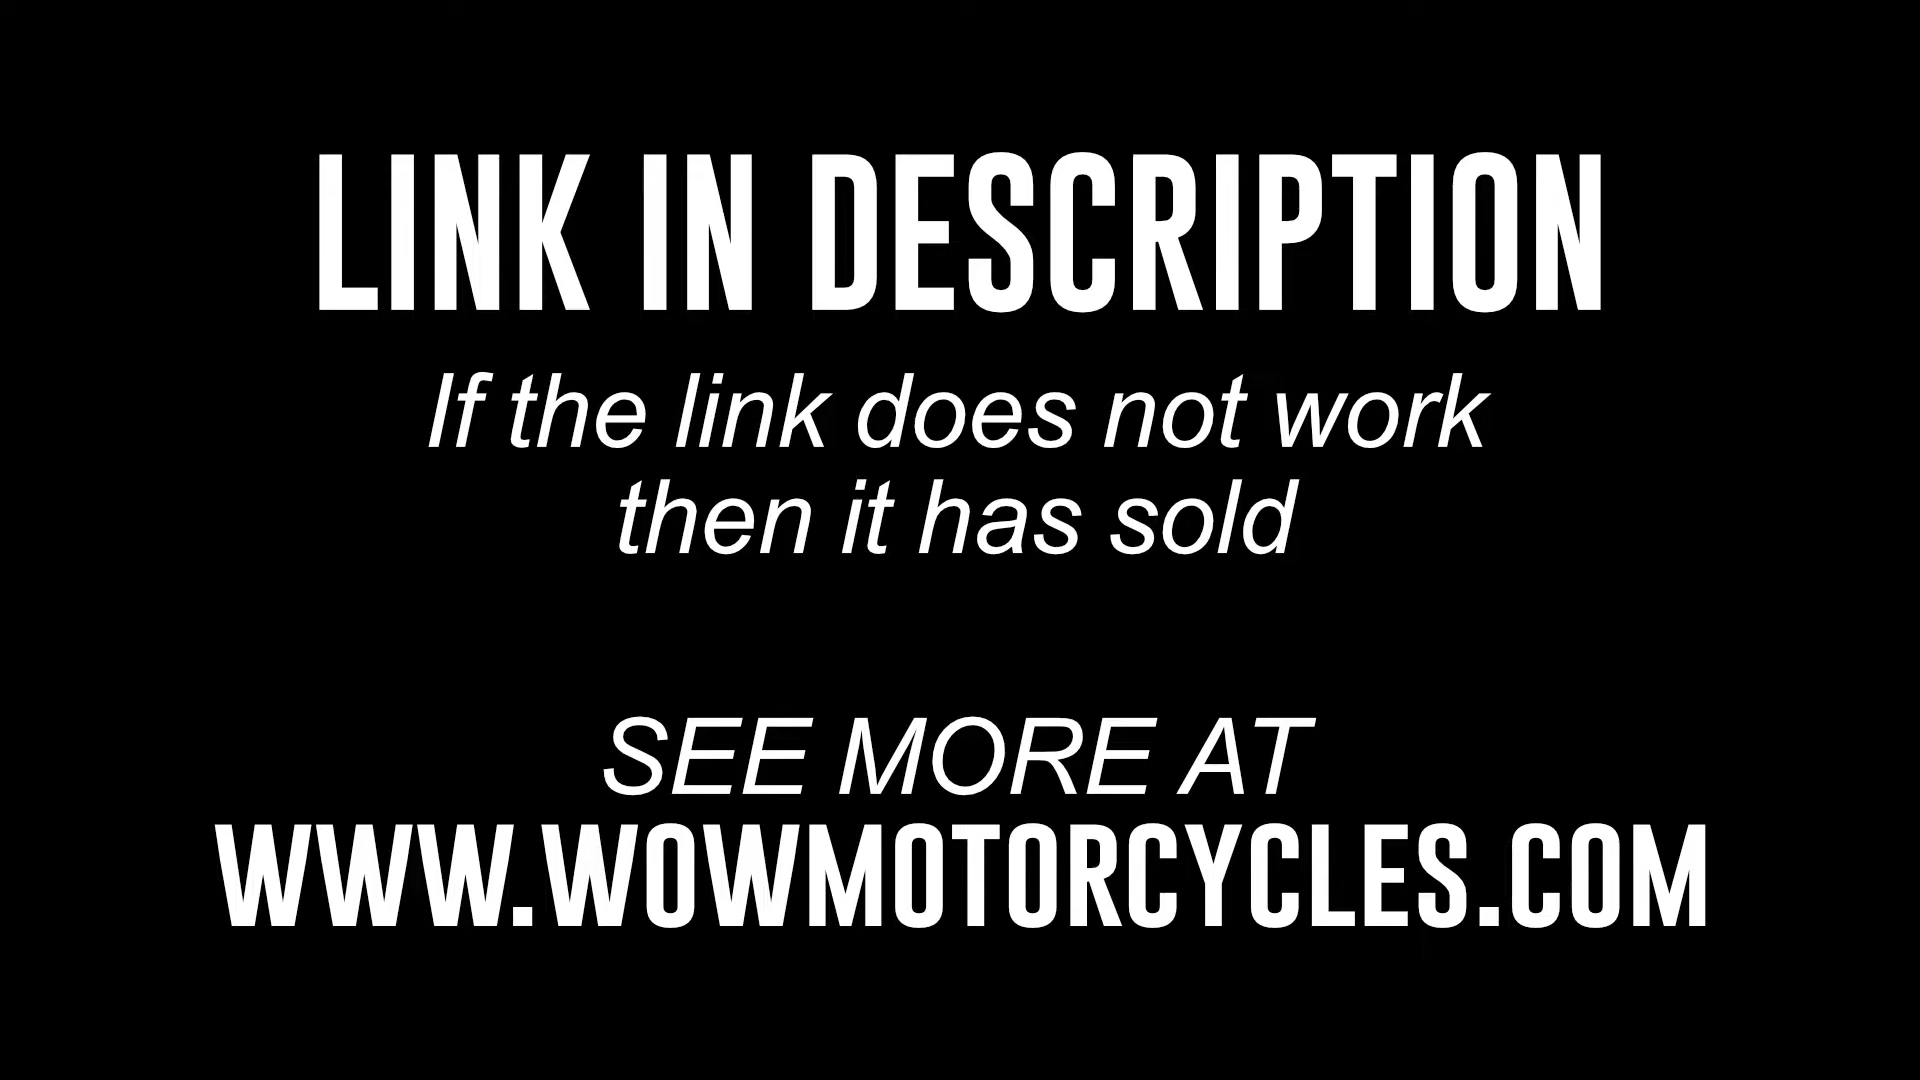 LINK IN DESCRIPTION
If the link does not work
then it has sold
SEE MORE AT
WWW.WOWMOTORCYCLES.COM